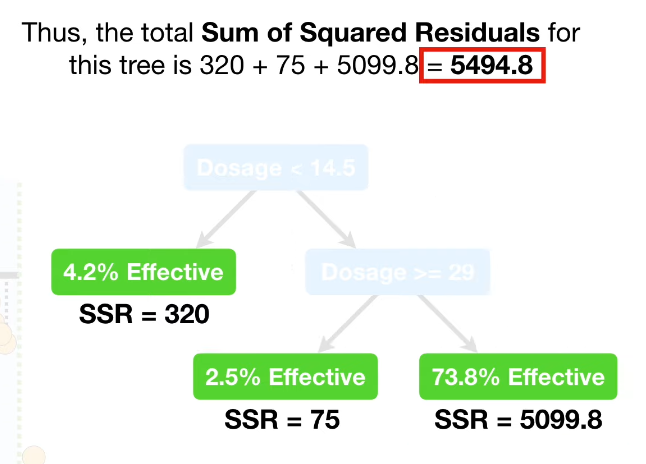 Thus, the total Sum of Squared Residuals for
this tree is 320 + 75 + 5099.8 = 5494.8
Dosage < 14.5
4.2% Effective
Dosage >= 29
SSR = 320
2.5% Effective
73.8% Effective
SSR = 75
SSR = 5099.8